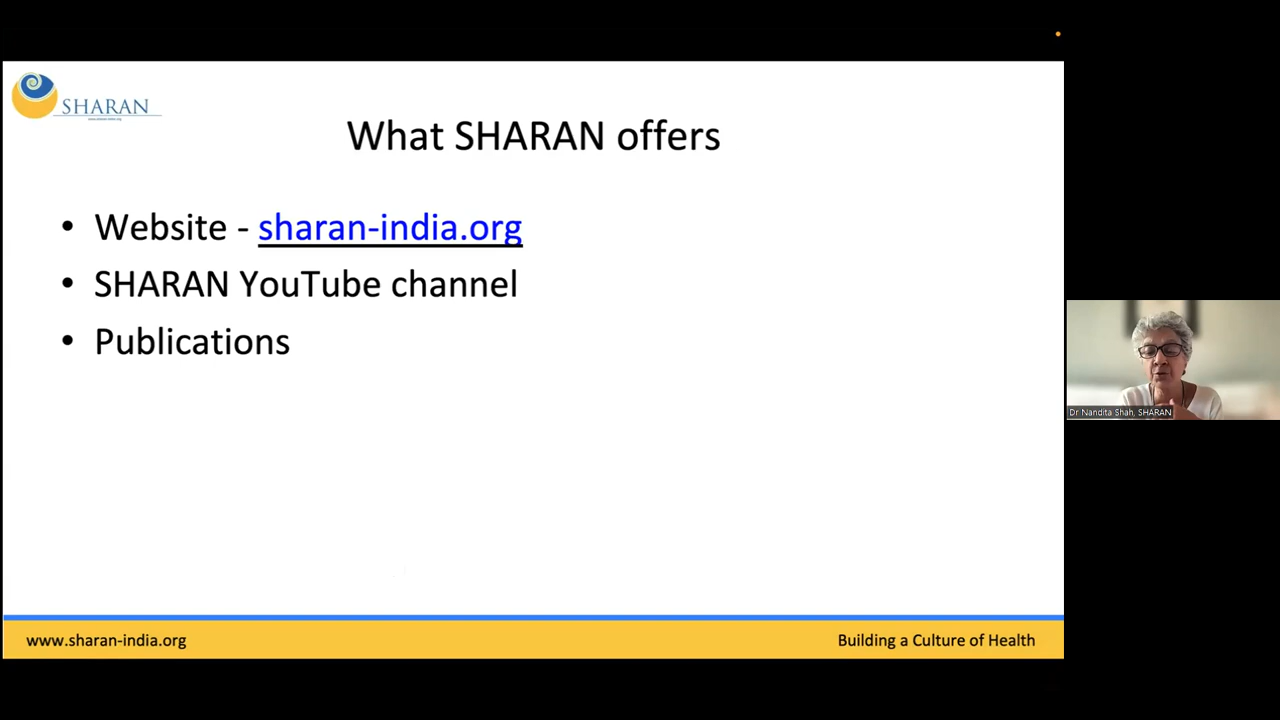 SHARAN
What SHARAN offers
• Website - sharan-india.org
• SHARAN YouTube channel
• Publications
Dr Nandita Shah, SHARAN
www.sharan-india.org
Building a Culture of Health